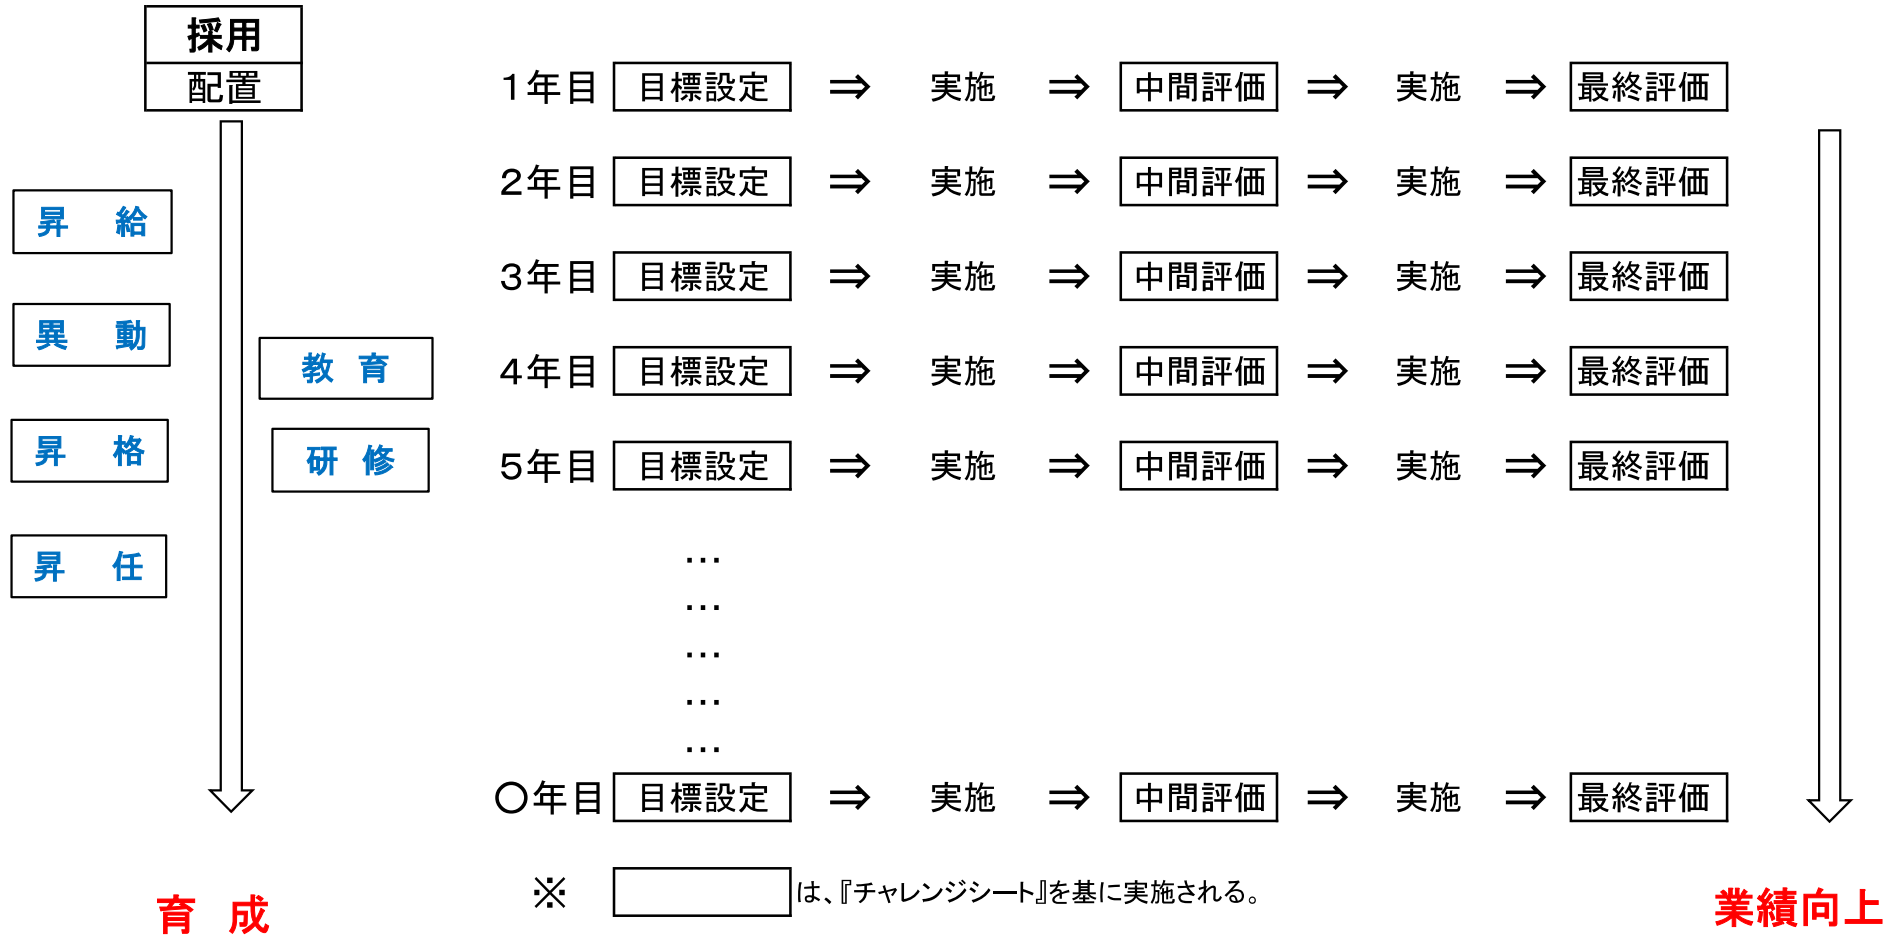 採用
配置
昇　給
異　動
昇　格
昇　任
教 育
研 修
１年目 目標設定 ⇒ 実施 ⇒ 中間評価 ⇒ 実施 ⇒ 最終評価
２年目 目標設定 ⇒ 実施 ⇒ 中間評価 ⇒ 実施 ⇒ 最終評価
３年目 目標設定 ⇒ 実施 ⇒ 中間評価 ⇒ 実施 ⇒ 最終評価
４年目 目標設定 ⇒ 実施 ⇒ 中間評価 ⇒ 実施 ⇒ 最終評価
５年目 目標設定 ⇒ 実施 ⇒ 中間評価 ⇒ 実施 ⇒ 最終評価
…
…
…
…
…
〇年目 目標設定 ⇒ 実施 ⇒ 中間評価 ⇒ 実施 ⇒ 最終評価
※ は、『チャレンジシート』を基に実施される。
育 成
業績向上